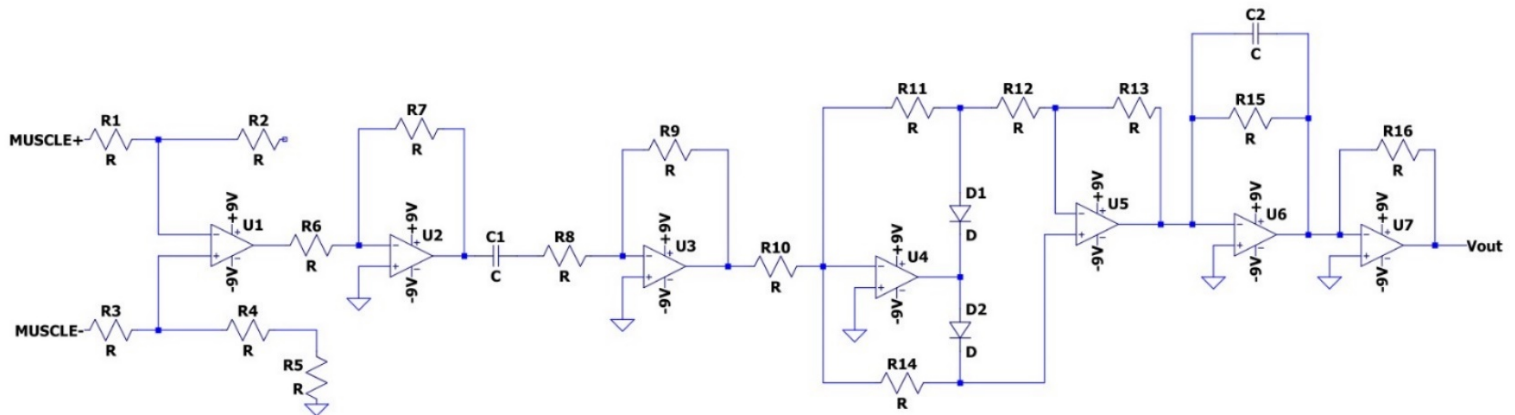 C2
C
R11
R
R12
R
R13
R
R15
R
R1
R
R2
R
R7
R
R9
R
R16
R
MUSCLE+
+9V
U1
-9V
R6
R
+9V
U2
-9V
C1
C
R8
R
+9V
U3
-9V
R10
R
+9V
U4
-9V
D1
D
D2
D
+9V
U5
-9V
+9V
U6
-9V
+9V
U7
-9V
Vout
MUSCLE-
R3
R
R4
R
R5
R
R14
R